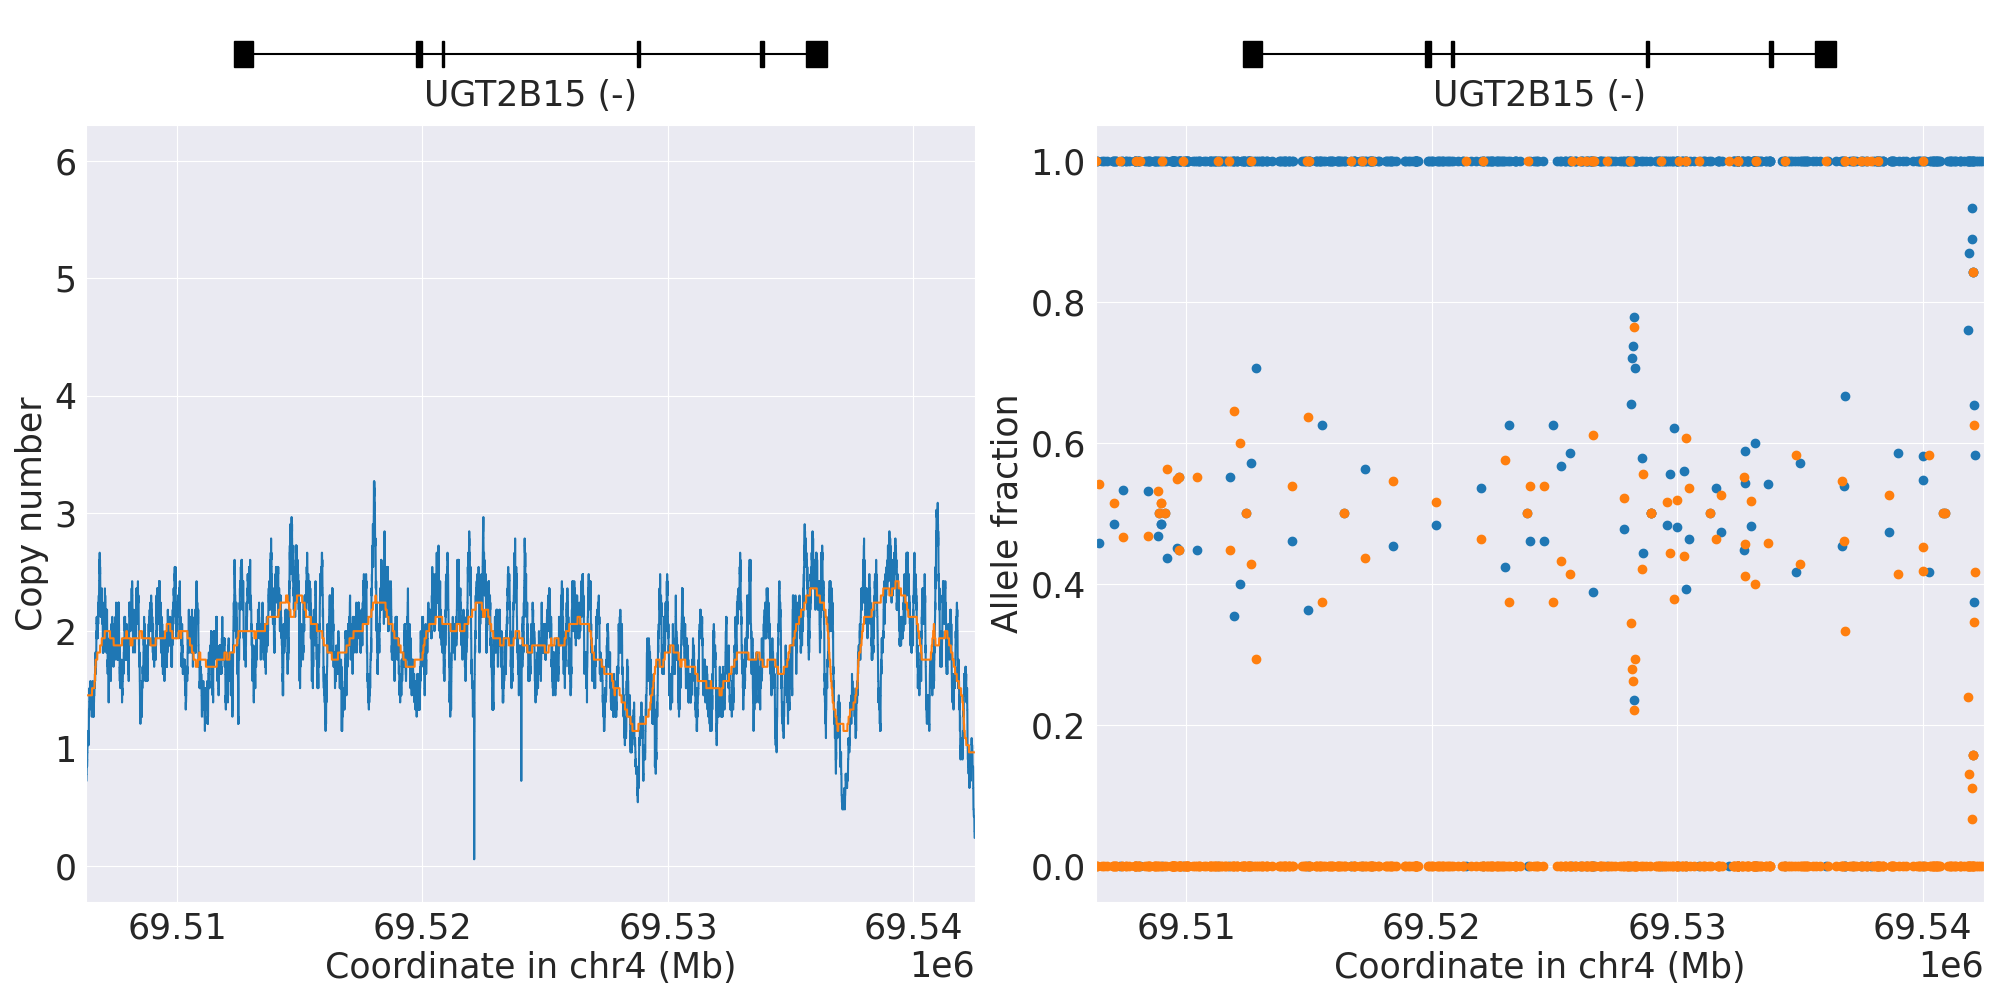 UGT2B15 (-)
6
5
4
3
2
1
0
Copy number
69.51 69.52 69.53 69.54
Coordinate in chr4 (Mb) 1e6
UGT2B15 (-)
1.0
0.8
0.6
0.4
0.2
0.0
Allele fraction
69.51 69.52 69.53 69.54
Coordinate in chr4 (Mb) 1e6